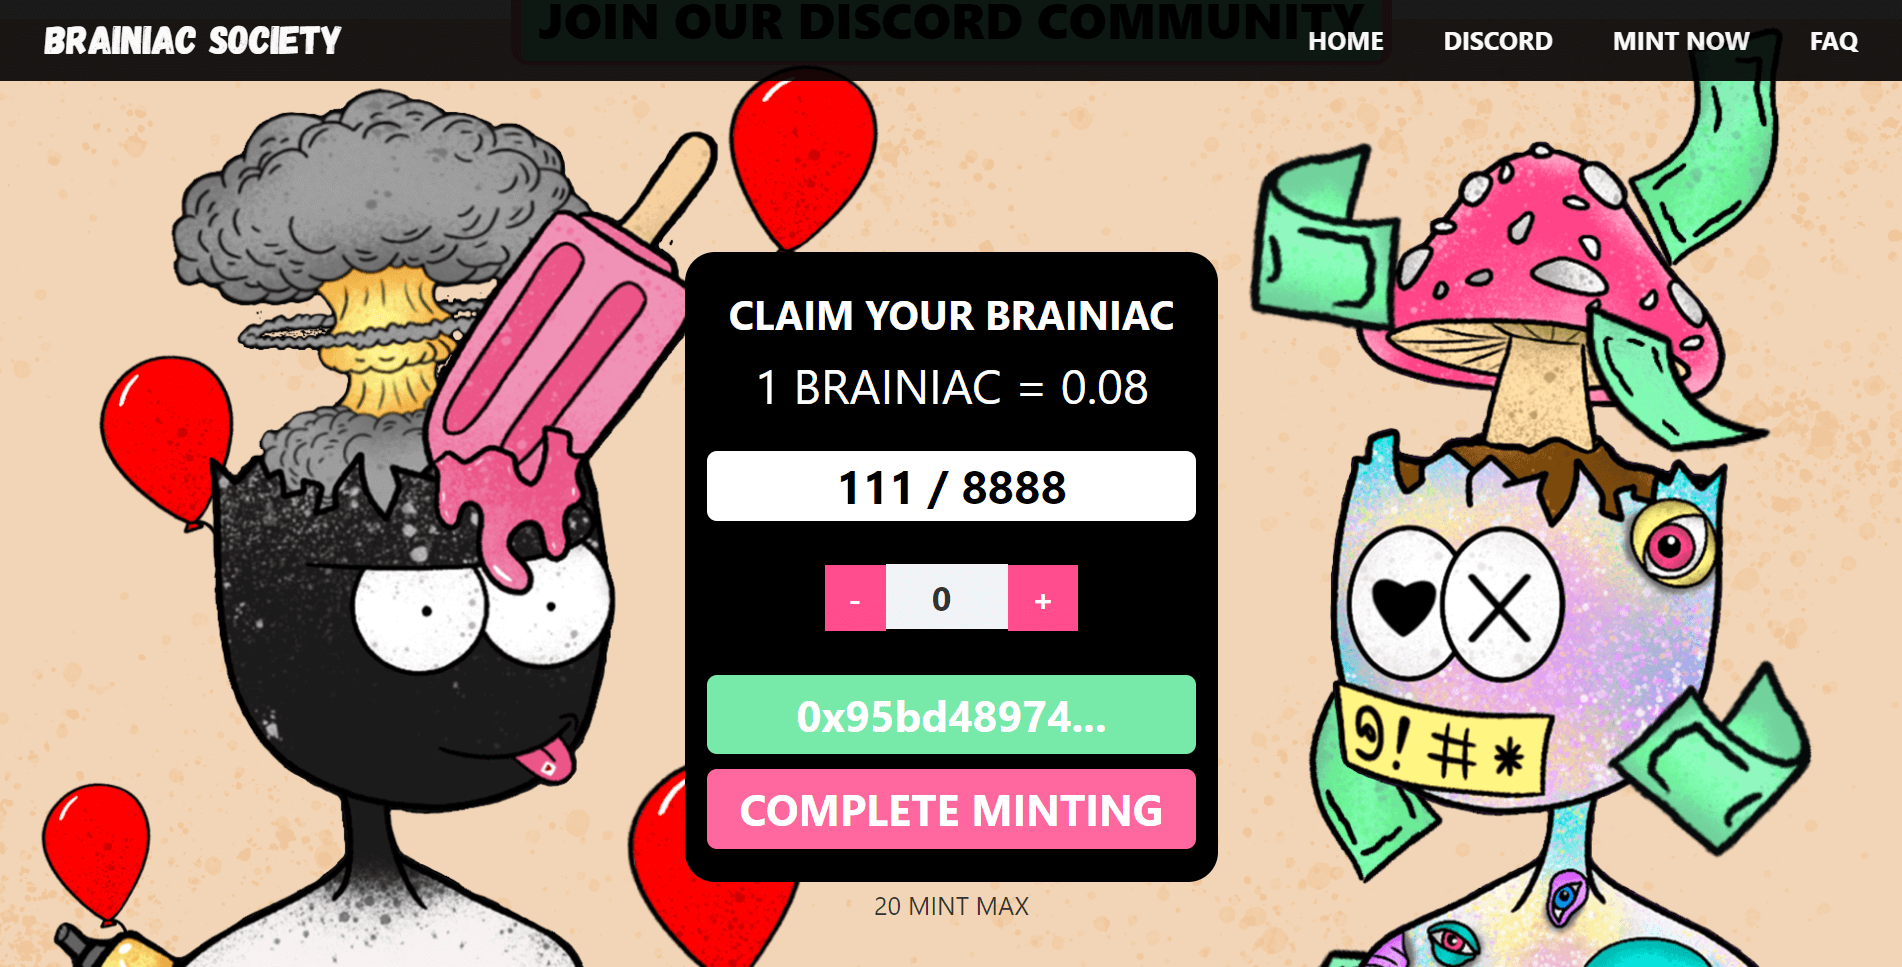 JOIN OUR DISCORD COMMUNITY
BRAINIAC SOCIETY
HOME
DISCORD
MINT NOW
FAQ
CLAIM YOUR BRAINIAC
1 BRAINIAC = 0.08
111 / 8888
- 0 +
0x95bd48974...
COMPLETE MINTING
20 MINT MAX
@!#*